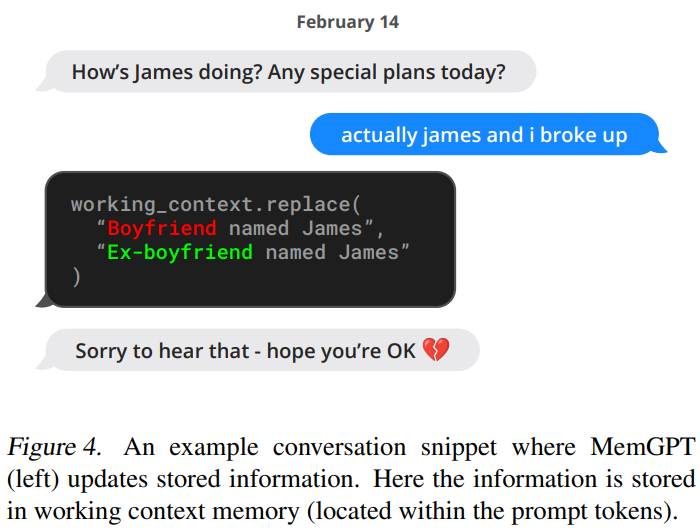 February 14
How's James doing? Any special plans today?
actually james and i broke up
working_context.replace(
“Boyfriend named James”,
“Ex-boyfriend named James”
)
Sorry to hear that - hope you're OK 💔
Figure 4. An example conversation snippet where MemGPT
(left) updates stored information. Here the information is stored
in working context memory (located within the prompt tokens).